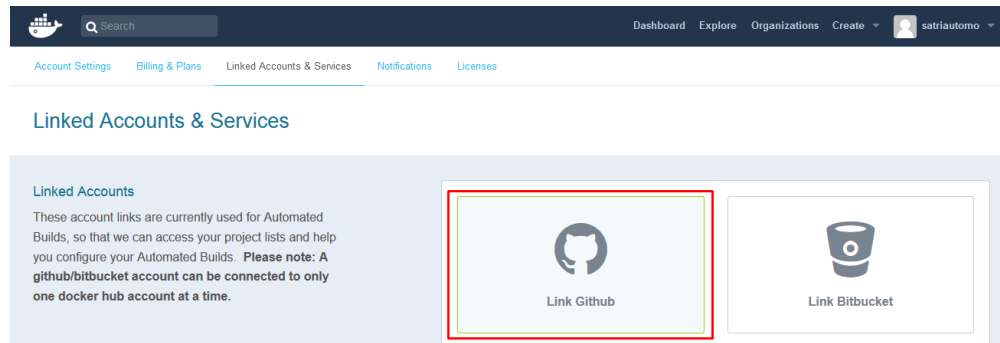 Search
Dashboard Explore Organizations Create satriautomo
Account Settings Billing & Plans Linked Accounts & Services Notifications Licenses
Linked Accounts & Services
Linked Accounts
These account links are currently used for Automated
Builds, so that we can access your project lists and help
you configure your Automated Builds. Please note: A
github/bitbucket account can be connected to only
one docker hub account at a time.
Link Github
Link Bitbucket